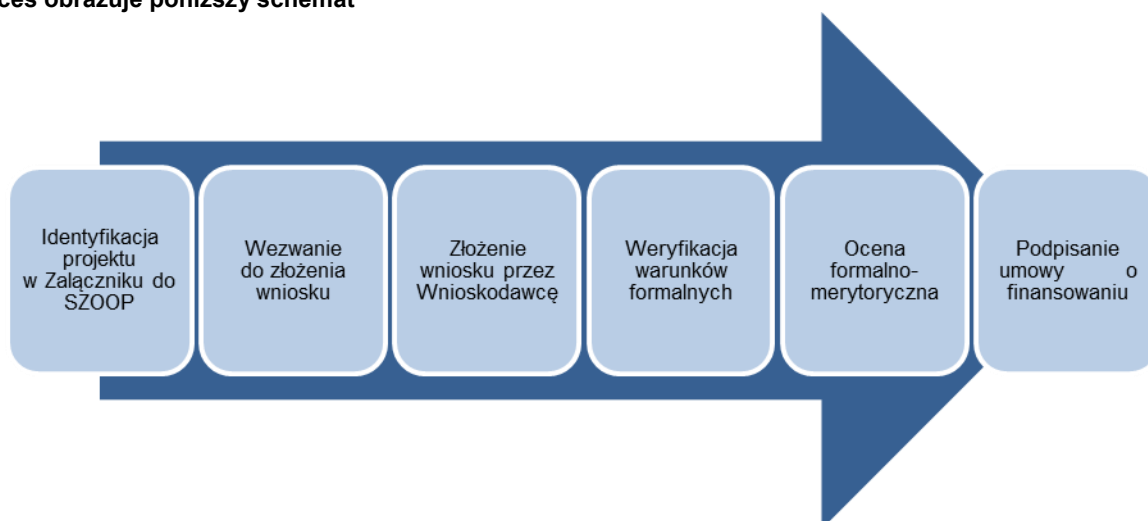 ces obrazuje poniższy schemat
Identyfikacja
projektu
w Załączniku do
SZOOP
Wezwanie
do złożenia
wniosku
Złożenie
wniosku przez
Wnioskodawcę
Weryfikacja
warunków
formalnych
Ocena
formalno-
merytoryczna
Podpisanie
umowy o
finansowaniu